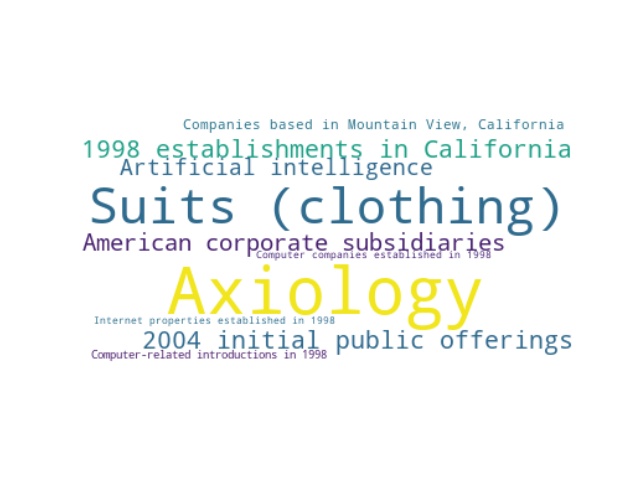 Companies based in Mountain View, California
1998 establishments in California
Artificial intelligence
Suits (clothing)
American corporate subsidiaries
Computer companies established in 1998
Axiology
Internet properties established in 1998
2004 initial public offerings
Computer-related introductions in 1998